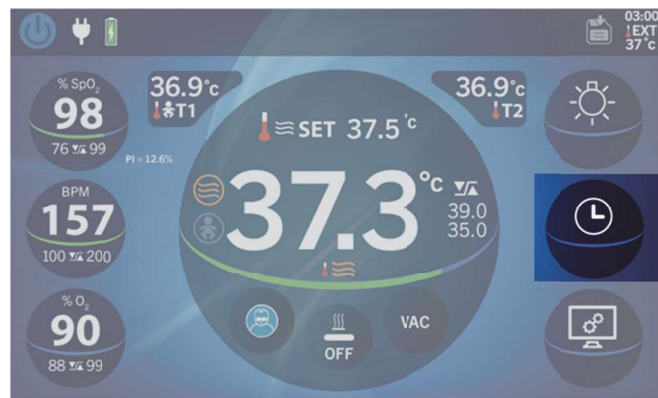 03:00
EXT
37°C
% SpO₂
98
76 99
PI = 12.6%
36.9°c
T1
36.9°c
T2
SET 37.5 °c
37.3 °c
39.0
35.0
BPM
157
100 200
% O₂
90
88 99
OFF
VAC